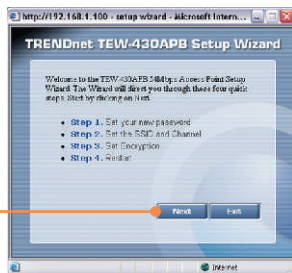 http://192.168.1.100 - setup wizard - Microsoft Intern...
TRENDnet TEW-430APB Setup Wizard
Welcome to the TEW-430APB 54Mbps Access Point Setup
Wizard. The Wizard will direct you through these four quick
steps. Start by clicking on Next.
Step 1. Set your new password
Step 2. Set the SSID and Channel
Step 3. Set Encryption
Step 4. Restart
Next Exit
Internet